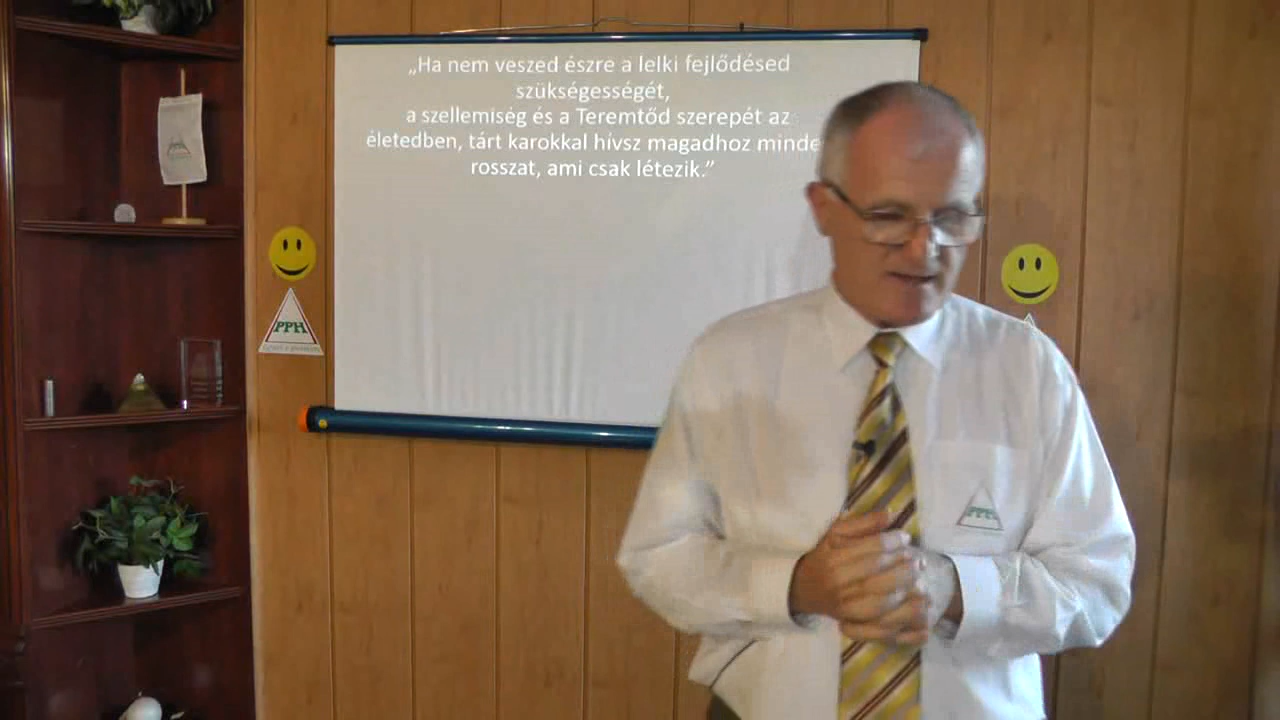 „Ha nem veszed észre a lelki fejlődésed
szükségességét,
a szellemiség és a Teremtőd szerepét az
életedben, tárt karokkal hívsz magadhoz minde
rosszat, ami csak létezik.”
PPH
PPH